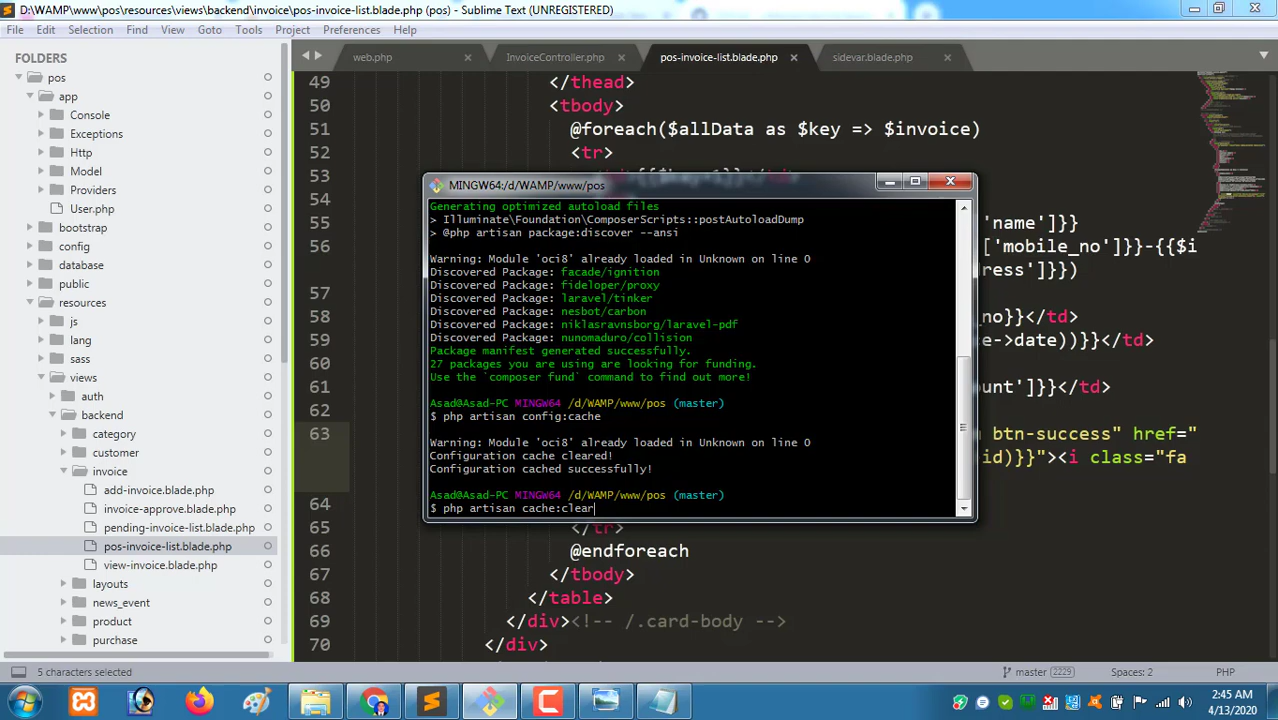 D:\WAMP\www\pos\resources\views\backend\invoice\pos-invoice-list.blade.php (pos) - Sublime Text (UNREGISTERED)
File Edit Selection Find View Goto Tools Project Preferences Help
FOLDERS
pos
app
Console
Exceptions
Http
Model
Providers
User.php
bootstrap
config
database
public
resources
js
lang
sass
views
auth
backend
category
customer
invoice
add-invoice.blade.php
invoice-approve.blade.php
pending-invoice-list.blade.php
pos-invoice-list.blade.php
view-invoice.blade.php
layouts
news_event
product
purchase
web.php InvoiceController.php pos-invoice-list.blade.php sidevar.blade.php
49 </thead>
50 <tbody>
51 @foreach($allData as $key => $invoice)
52 <tr>
53
54
55 'name']}}
56 ['mobile_no']}}-{{$i
ress']}})
57
58 no}}</td>
59 e->date))}}</td>
60
61 ount']}}</td>
62
63 btn-success" href="
id)}}"><i class="fa
64
65 </tr>
66 @endforeach
67 </tbody>
68 </table>
69 </div><!-- /.card-body -->
70 </div>
MINGW64:/d/WAMP/www/pos
Generating optimized autoload files
> Illuminate\Foundation\ComposerScripts::postAutoloadDump
> @php artisan package:discover --ansi
Warning: Module 'oci8' already loaded in Unknown on line 0
Discovered Package: facade/ignition
Discovered Package: fideloper/proxy
Discovered Package: laravel/tinker
Discovered Package: nesbot/carbon
Discovered Package: niklasravnsborg/laravel-pdf
Discovered Package: nunomaduro/collision
Package manifest generated successfully.
27 packages you are using are looking for funding.
Use the `composer fund` command to find out more!
Asad@Asad-PC MINGW64 /d/WAMP/www/pos (master)
$ php artisan config:cache
Warning: Module 'oci8' already loaded in Unknown on line 0
Configuration cache cleared!
Configuration cached successfully!
Asad@Asad-PC MINGW64 /d/WAMP/www/pos (master)
$ php artisan cache:clear
5 characters selected master 2229 Spaces: 2 PHP
2:45 AM
4/13/2020